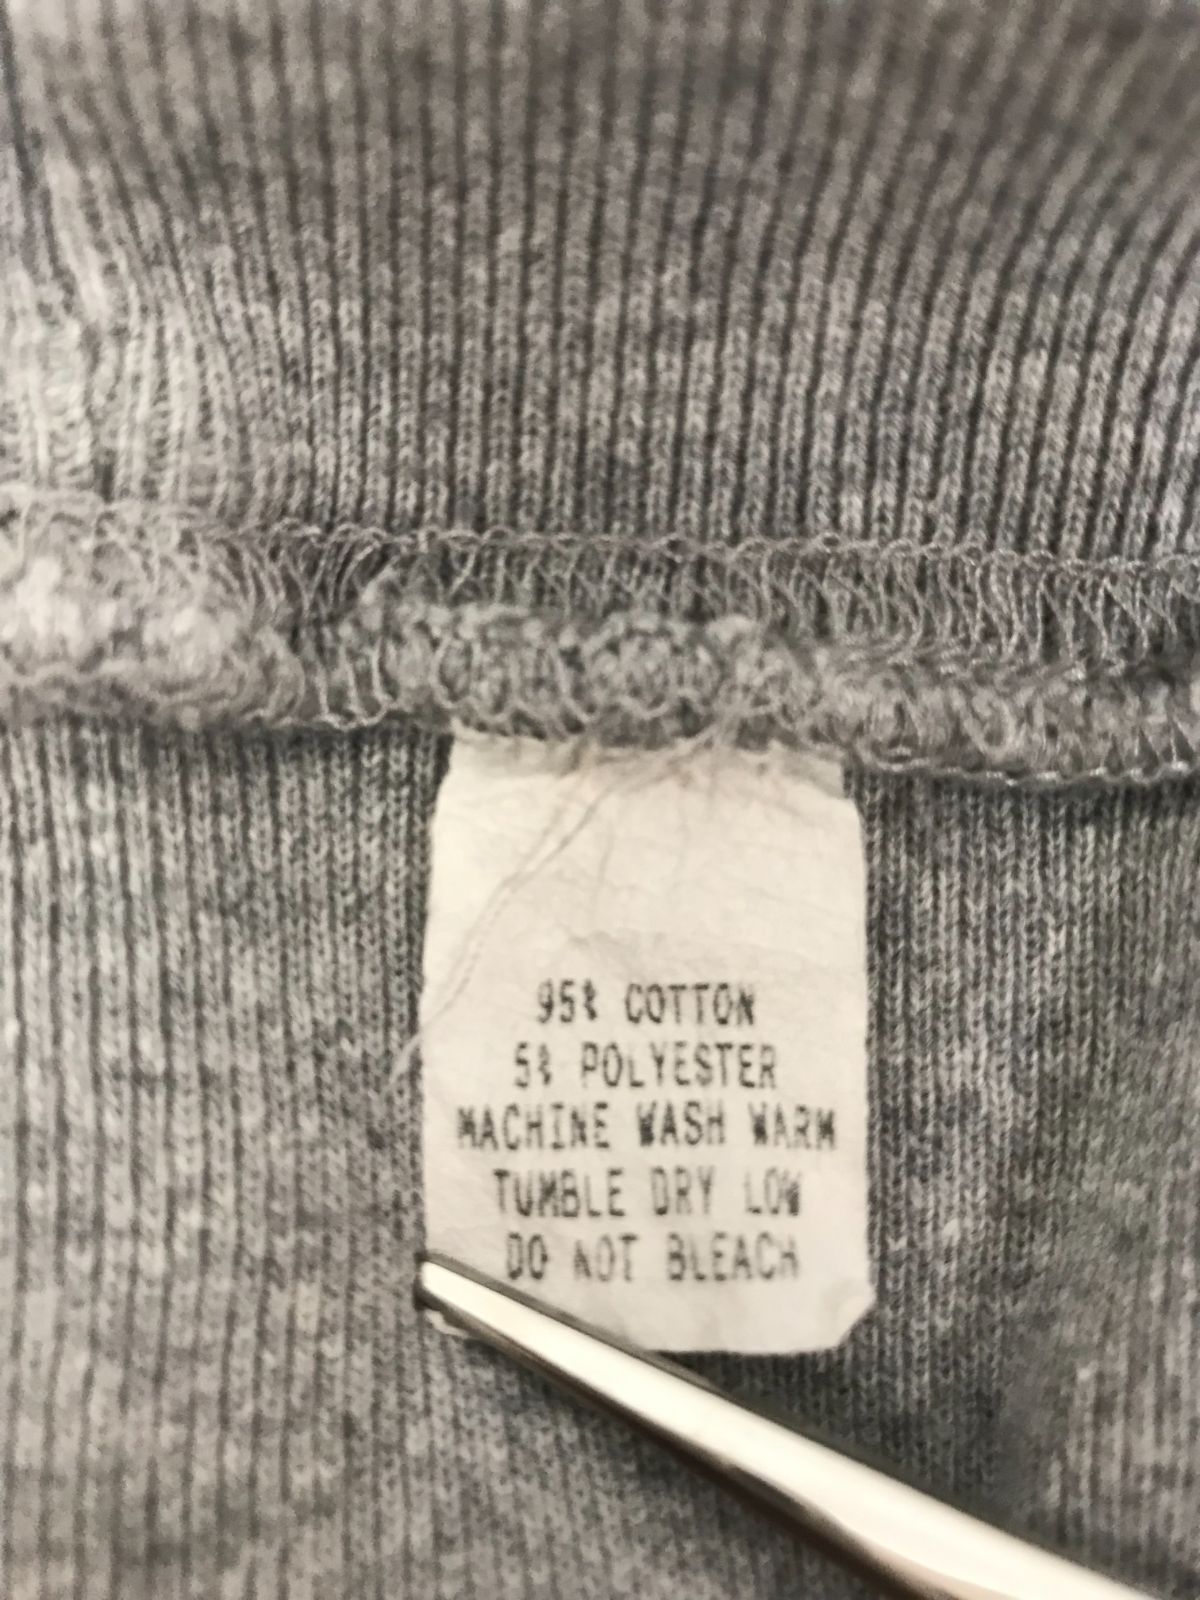 95% COTTON
5% POLYESTER
MACHINE WASH WARM
TUMBLE DRY LOW
DO NOT BLEACH